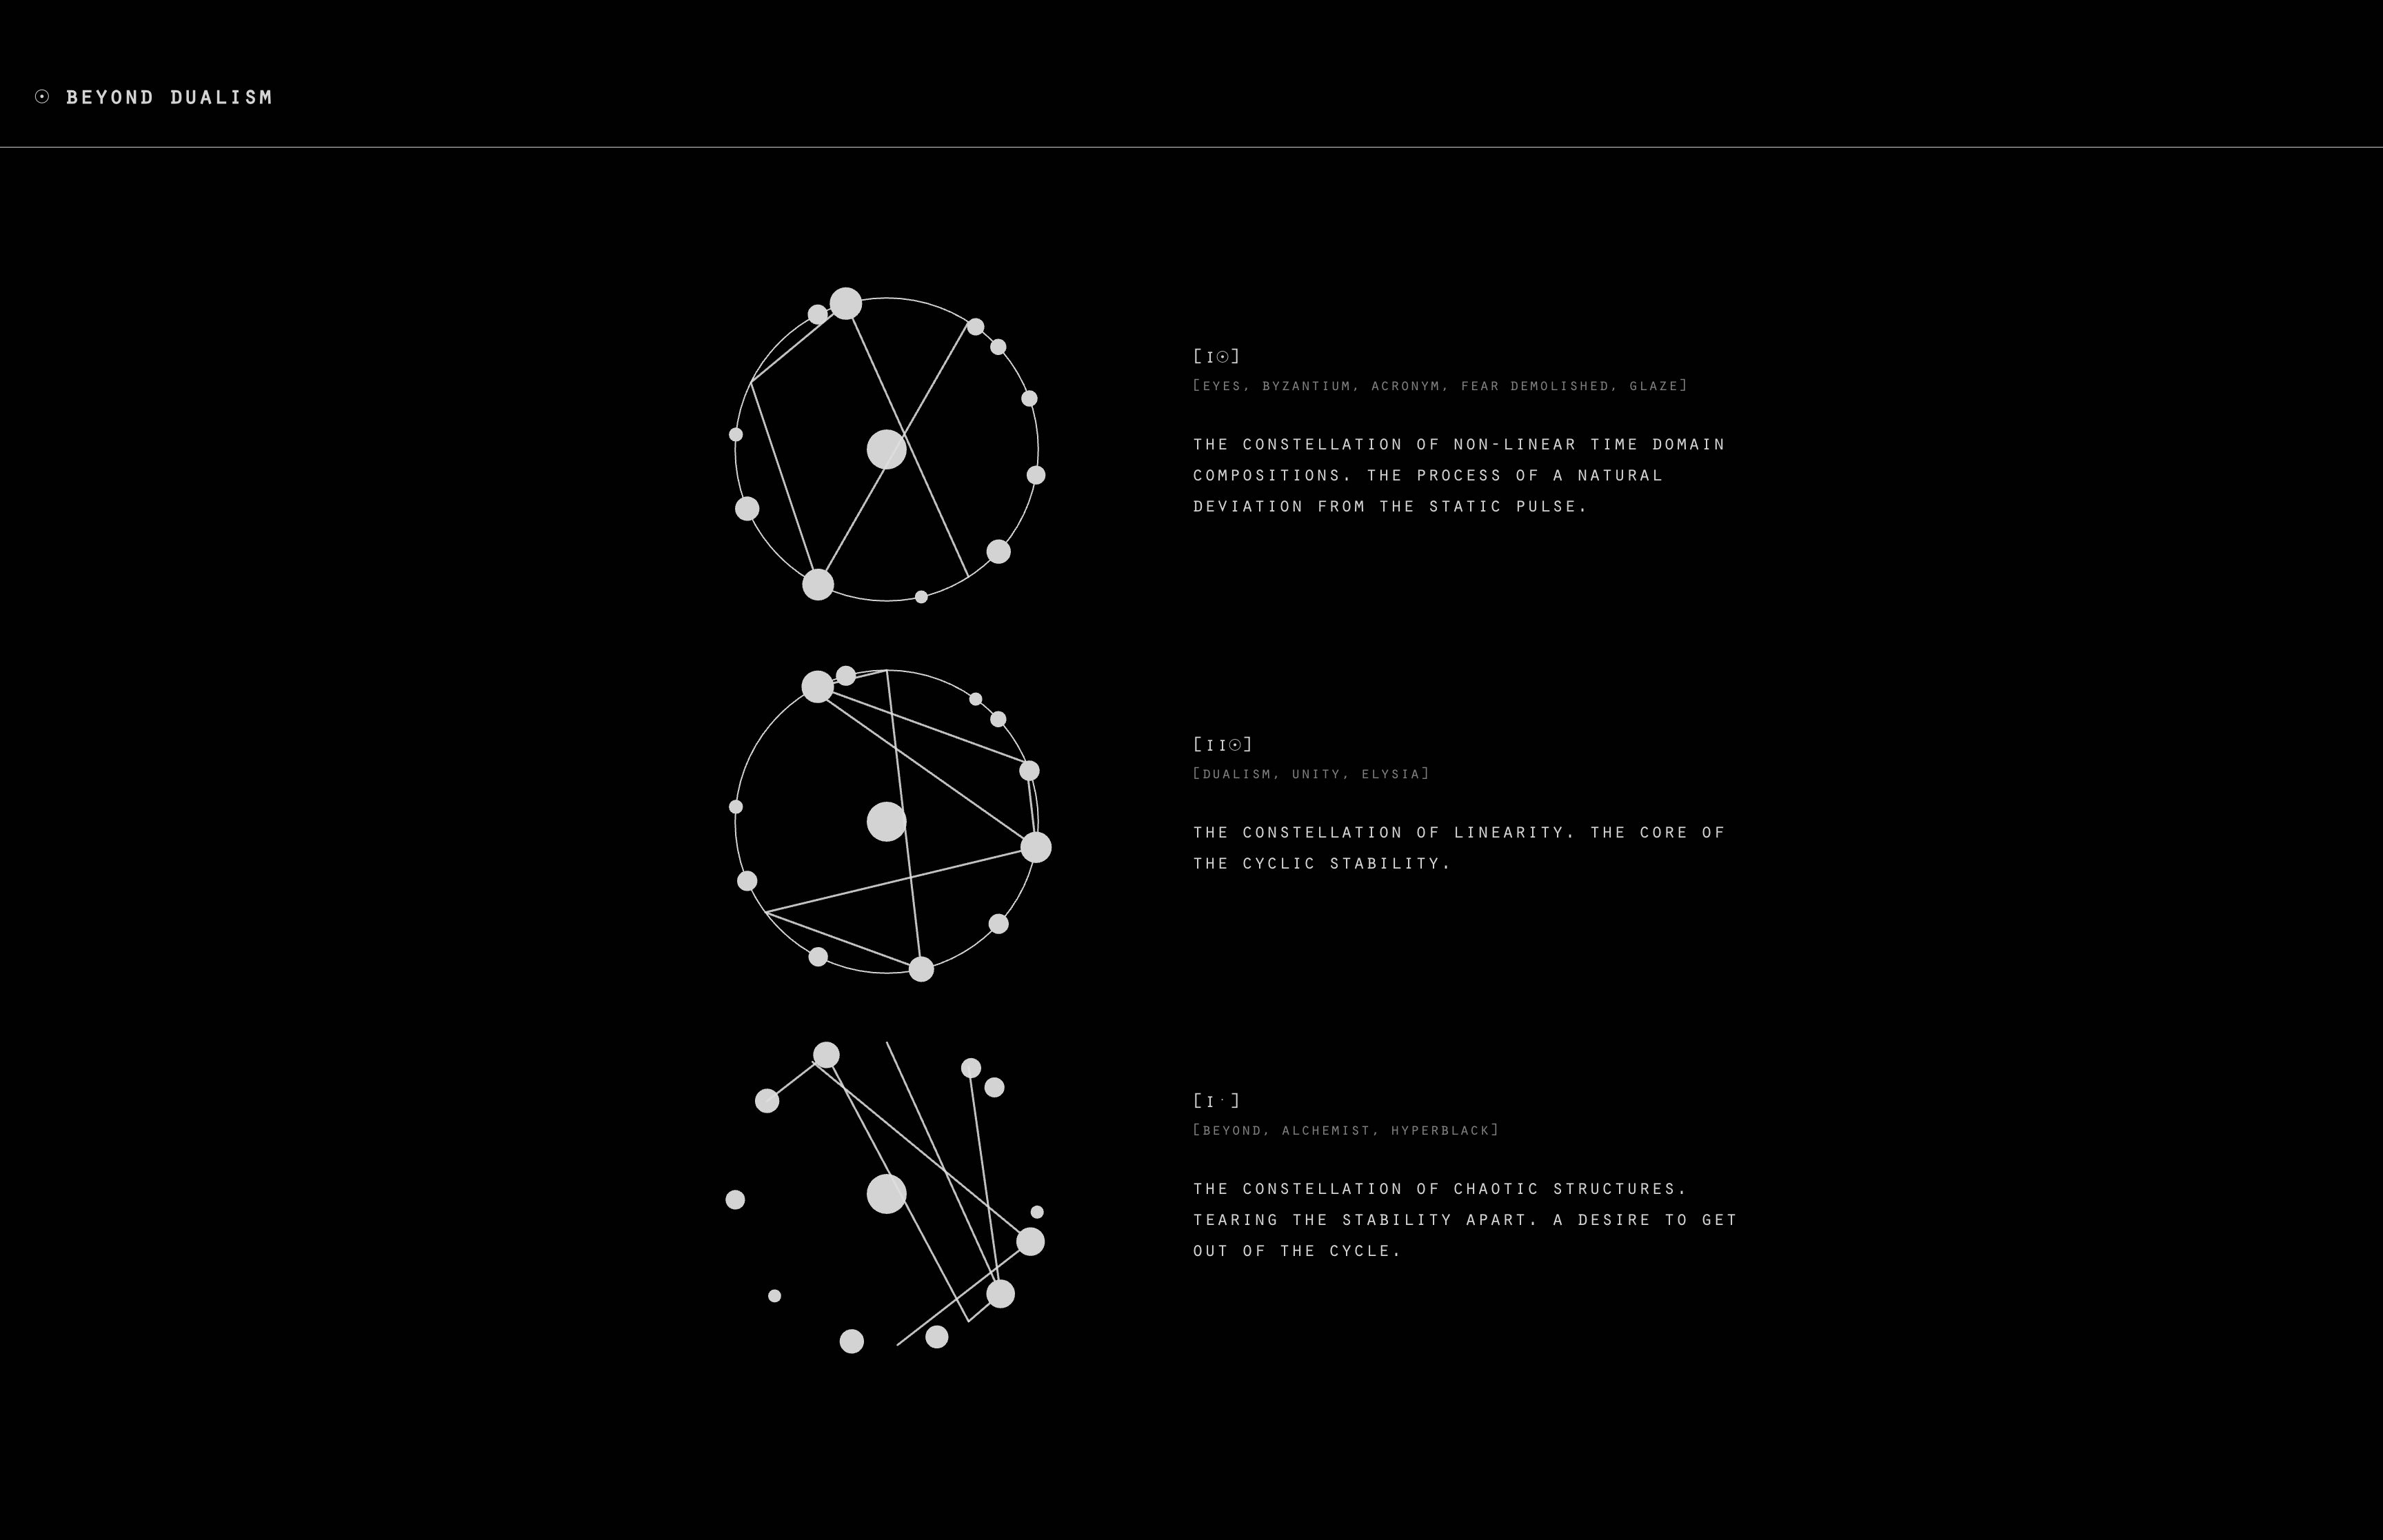 ☉ BEYOND DUALISM
[I☉]
[EYES, BYZANTIUM, ACRONYM, FEAR DEMOLISHED, GLAZE]
THE CONSTELLATION OF NON-LINEAR TIME DOMAIN
COMPOSITIONS. THE PROCESS OF A NATURAL
DEVIATION FROM THE STATIC PULSE.
[II☉]
[DUALISM, UNITY, ELYSIA]
THE CONSTELLATION OF LINEARITY. THE CORE OF
THE CYCLIC STABILITY.
[I·]
[BEYOND, ALCHEMIST, HYPERBLACK]
THE CONSTELLATION OF CHAOTIC STRUCTURES.
TEARING THE STABILITY APART. A DESIRE TO GET
OUT OF THE CYCLE.